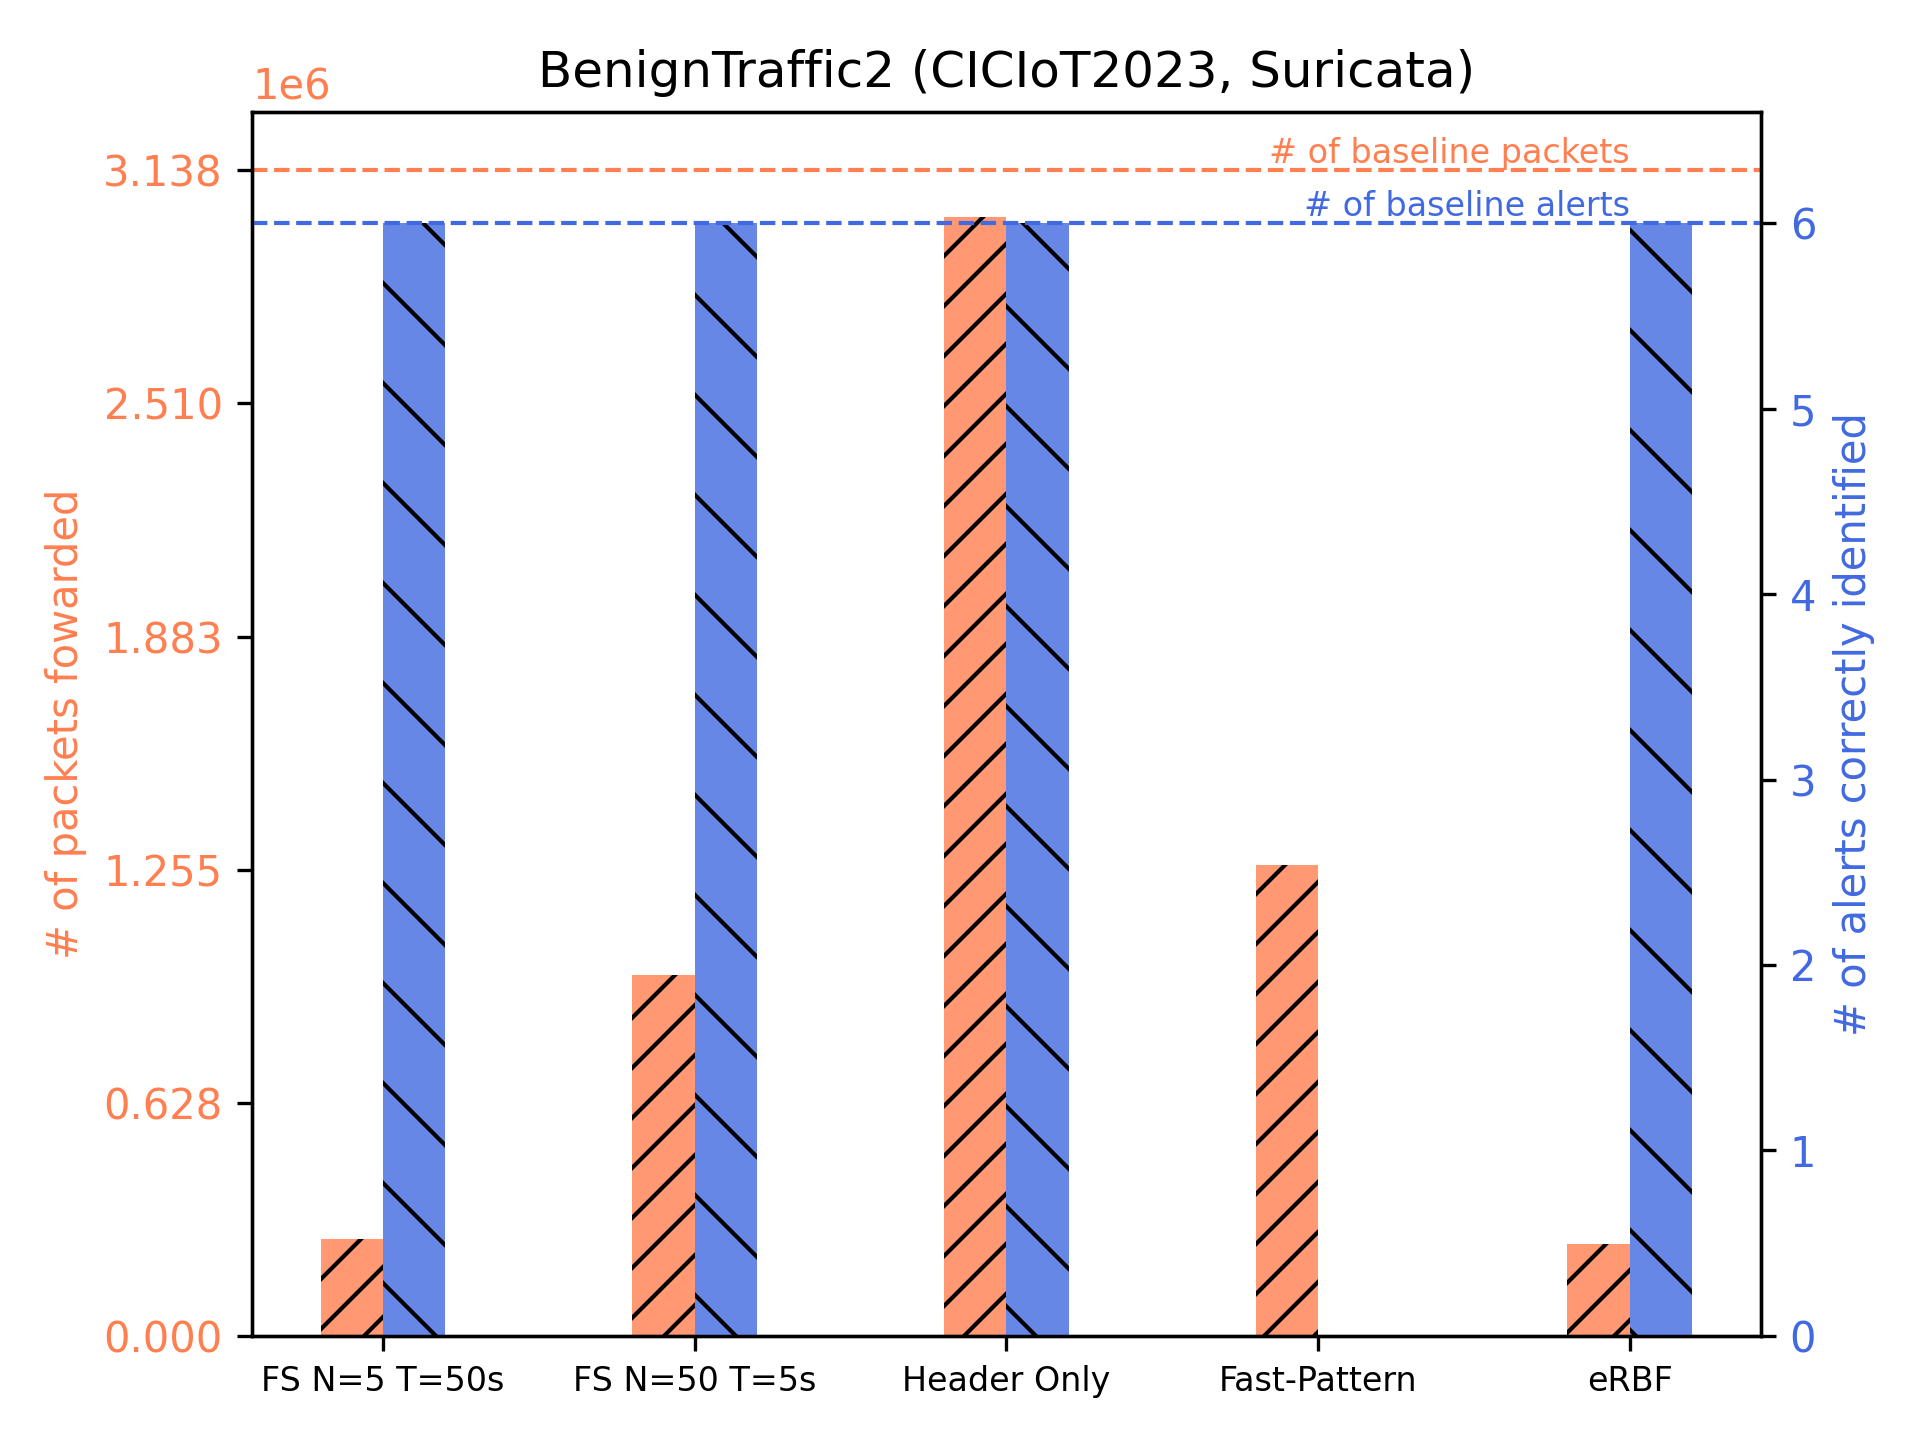 BenignTraffic2 (CICIoT2023, Suricata)
1e6
# of baseline packets
# of baseline alerts
3.138
2.510
1.883
1.255
0.628
0.000
# of packets fowarded
6
5
4
3
2
1
0
# of alerts correctly identified
FS N=5 T=50s
FS N=50 T=5s
Header Only
Fast-Pattern
eRBF